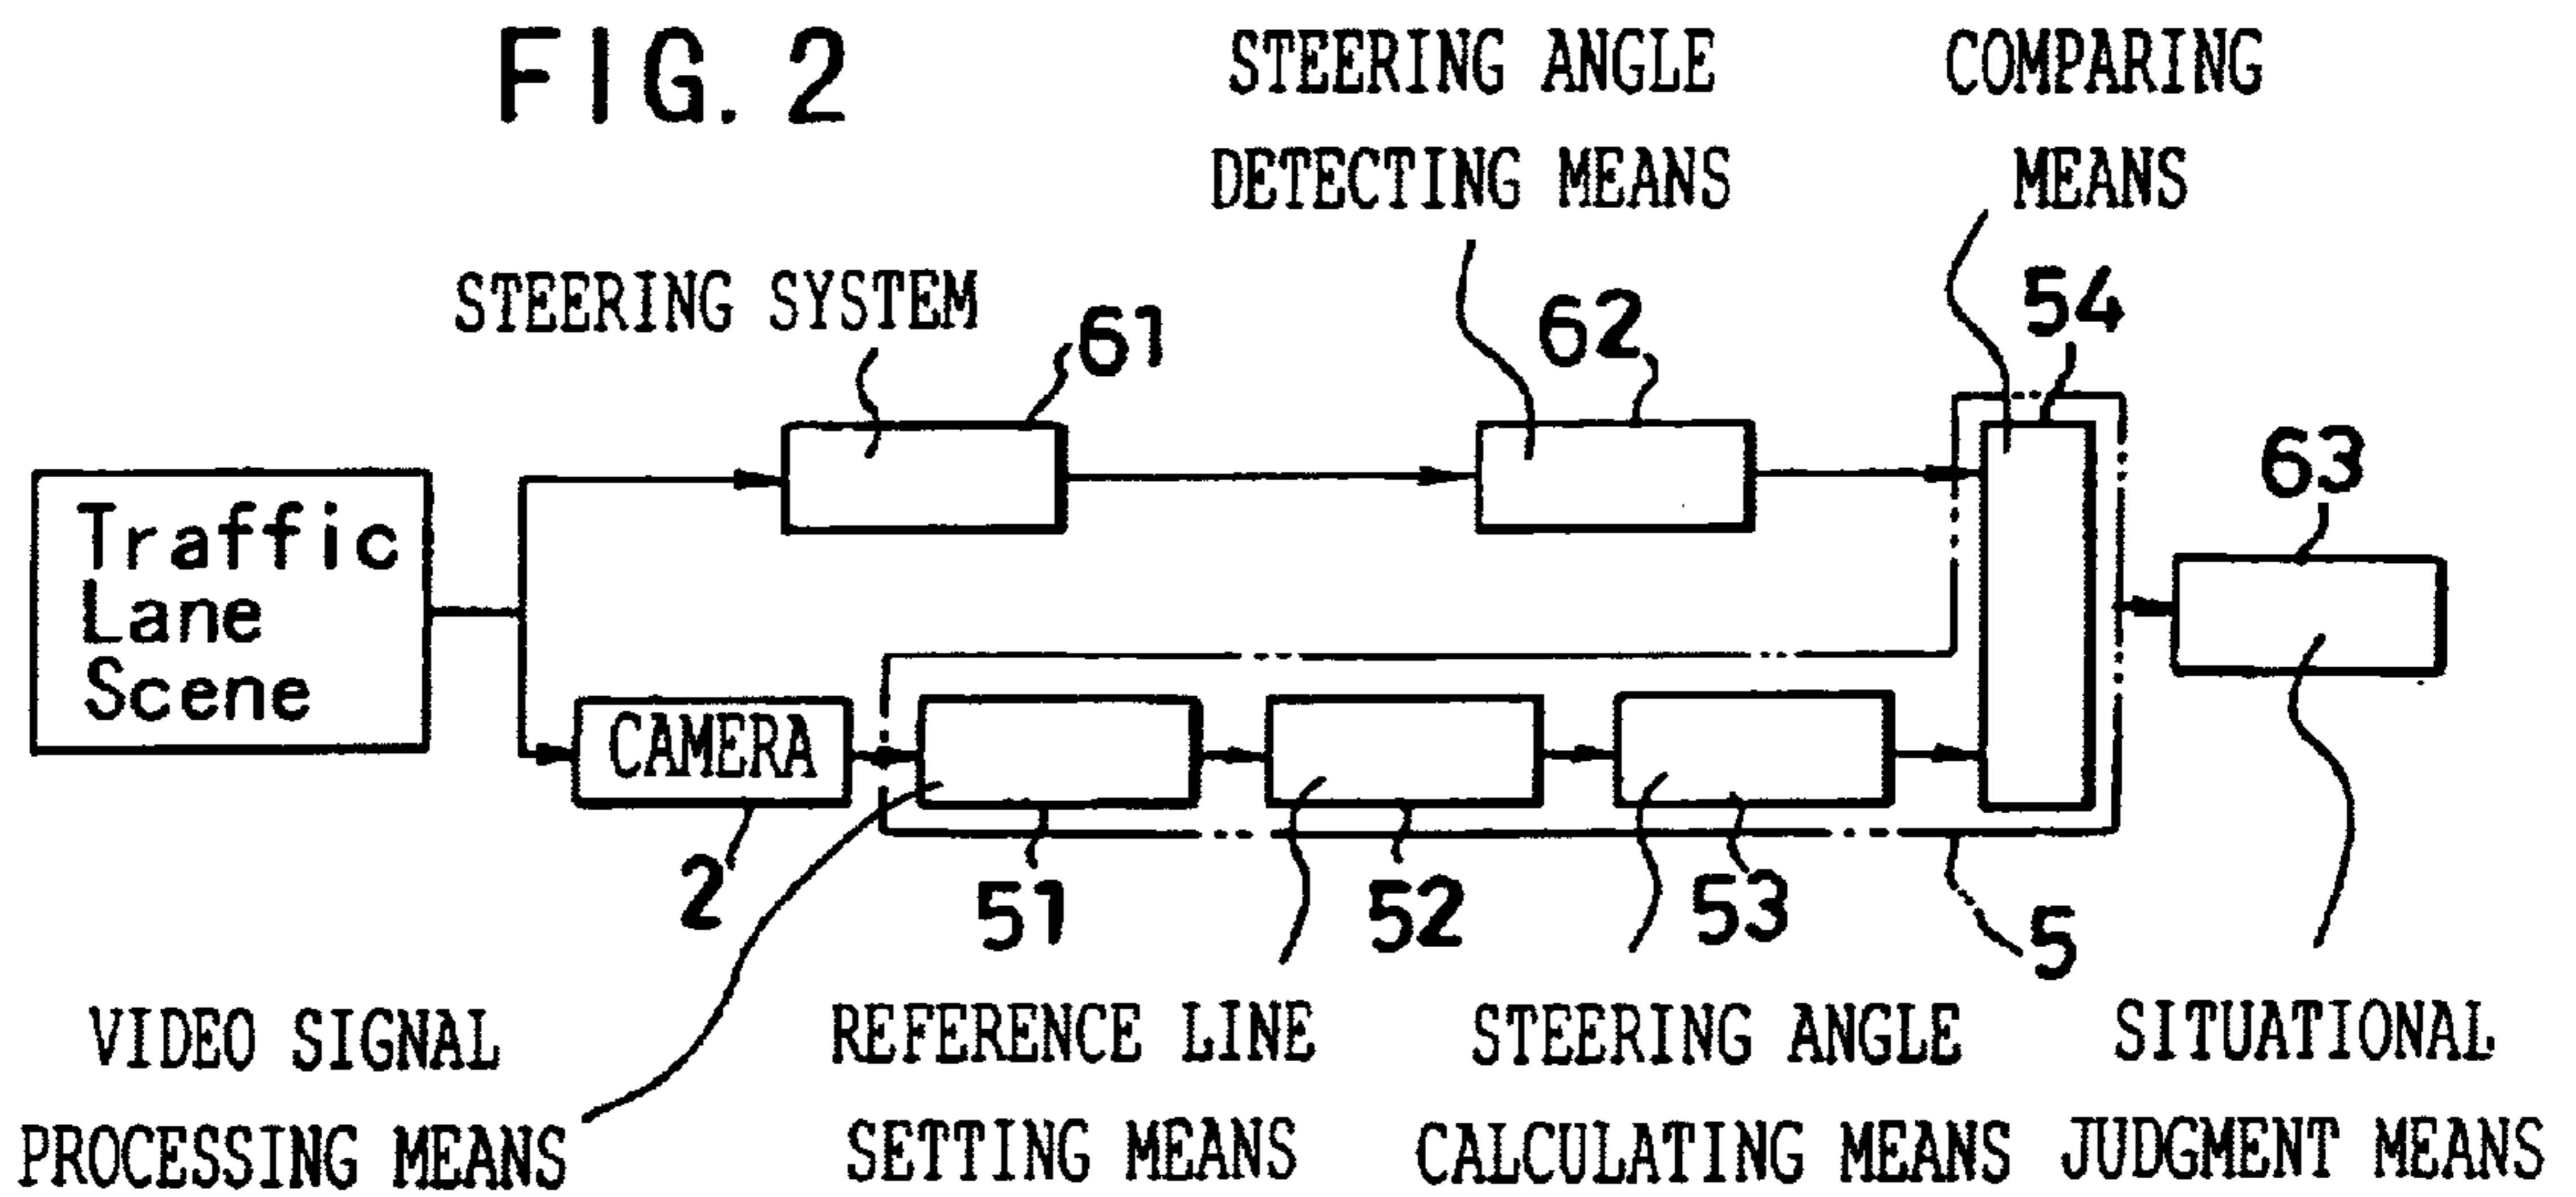 FIG. 2
STEERING ANGLE
DETECTING MEANS
COMPARING
MEANS
STEERING SYSTEM
61
62
54
63
Traffic
Lane
Scene
CAMERA
2
51
52
53
5
VIDEO SIGNAL
PROCESSING MEANS
REFERENCE LINE
SETTING MEANS
STEERING ANGLE
CALCULATING MEANS
SITUATIONAL
JUDGMENT MEANS